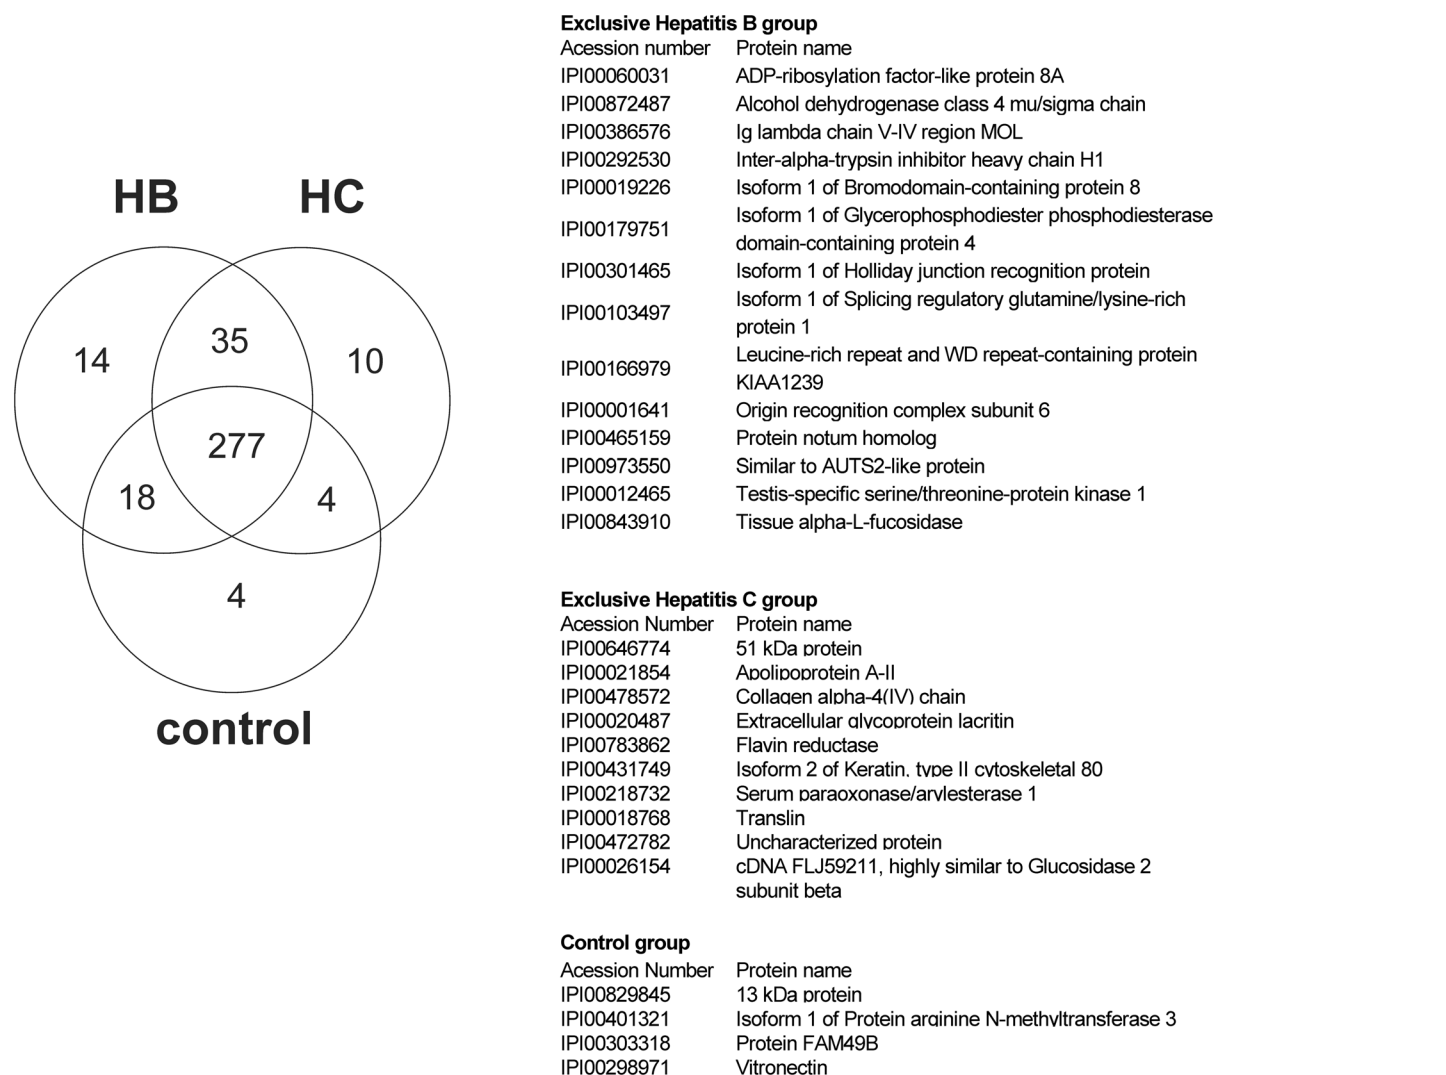 HB HC
14
35
10
277
18
4
4
control
Exclusive Hepatitis B group
Acession number Protein name
IPI00060031 ADP-ribosylation factor-like protein 8A
IPI00872487 Alcohol dehydrogenase class 4 mu/sigma chain
IPI00386576 Ig lambda chain V-IV region MOL
IPI00292530 Inter-alpha-trypsin inhibitor heavy chain H1
IPI00019226 Isoform 1 of Bromodomain-containing protein 8
IPI00179751 Isoform 1 of Glycerophosphodiester phosphodiesterase
domain-containing protein 4
IPI00301465 Isoform 1 of Holliday junction recognition protein
IPI00103497 Isoform 1 of Splicing regulatory glutamine/lysine-rich
protein 1
IPI00166979 Leucine-rich repeat and WD repeat-containing protein
KIAA1239
IPI00001641 Origin recognition complex subunit 6
IPI00465159 Protein notum homolog
IPI00973550 Similar to AUTS2-like protein
IPI00012465 Testis-specific serine/threonine-protein kinase 1
IPI00843910 Tissue alpha-L-fucosidase
Exclusive Hepatitis C group
Acession Number Protein name
IPI00646774 51 kDa protein
IPI00021854 Apolipoprotein A-II
IPI00478572 Collagen alpha-4(IV) chain
IPI00020487 Extracellular glycoprotein lacritin
IPI00783862 Flavin reductase
IPI00431749 Isoform 2 of Keratin, type II cytoskeletal 80
IPI00218732 Serum paraoxonase/arylesterase 1
IPI00018768 Translin
IPI00472782 Uncharacterized protein
IPI00026154 cDNA FLJ59211, highly similar to Glucosidase 2
subunit beta
Control group
Acession Number Protein name
IPI00829845 13 kDa protein
IPI00401321 Isoform 1 of Protein arginine N-methyltransferase 3
IPI00303318 Protein FAM49B
IPI00298971 Vitronectin